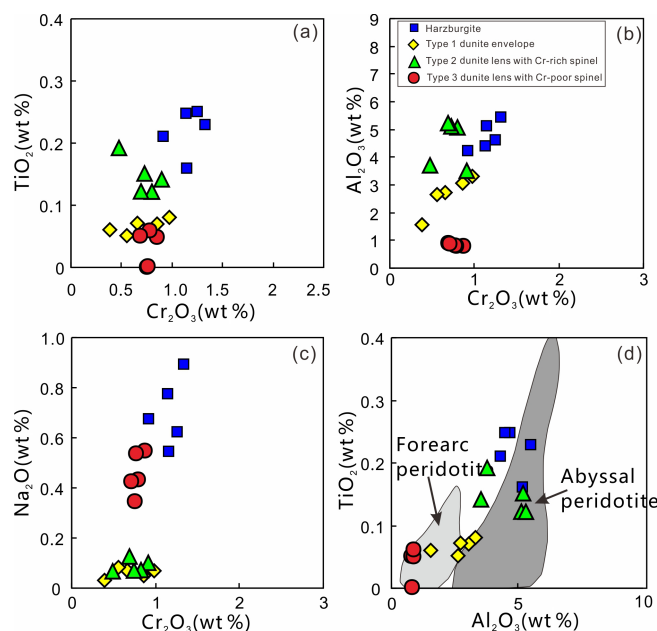 (a)
TiO₂(wt %)
0.4
0.3
0.2
0.1
0
0
0.5
1.0
1.5
2.0
2.5
Cr₂O₃(wt %)
(b)
Harzburgite
Type 1 dunite envelope
Type 2 dunite lens with Cr-rich spinel
Type 3 dunite lens with Cr-poor spinel
Al₂O₃(wt %)
9
8
7
6
5
4
3
2
1
0
0
1
2
3
Cr₂O₃(wt %)
(c)
Na₂O(wt %)
1.0
0.8
0.6
0.4
0.2
0
0
1
2
3
Cr₂O₃(wt %)
(d)
TiO₂(wt %)
0.4
0.3
0.2
0.1
0
Forearc
peridotite
Abyssal
peridotite
0
5
10
Al₂O₃(wt %)